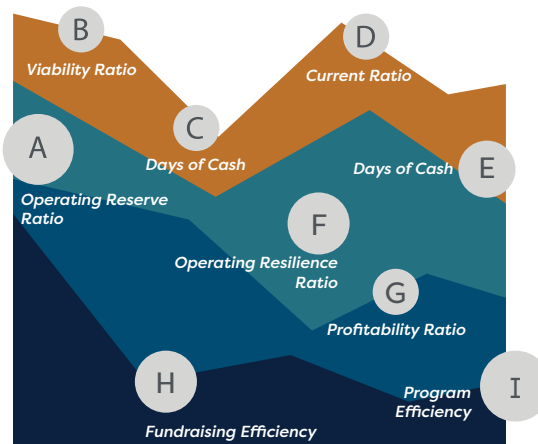 B
Viability Ratio
D
Current Ratio
C
Days of Cash
A
Operating Reserve
Ratio
Days of Cash
E
F
Operating Resilience
Ratio
G
Profitability Ratio
H
Fundraising Efficiency
I
Program
Efficiency